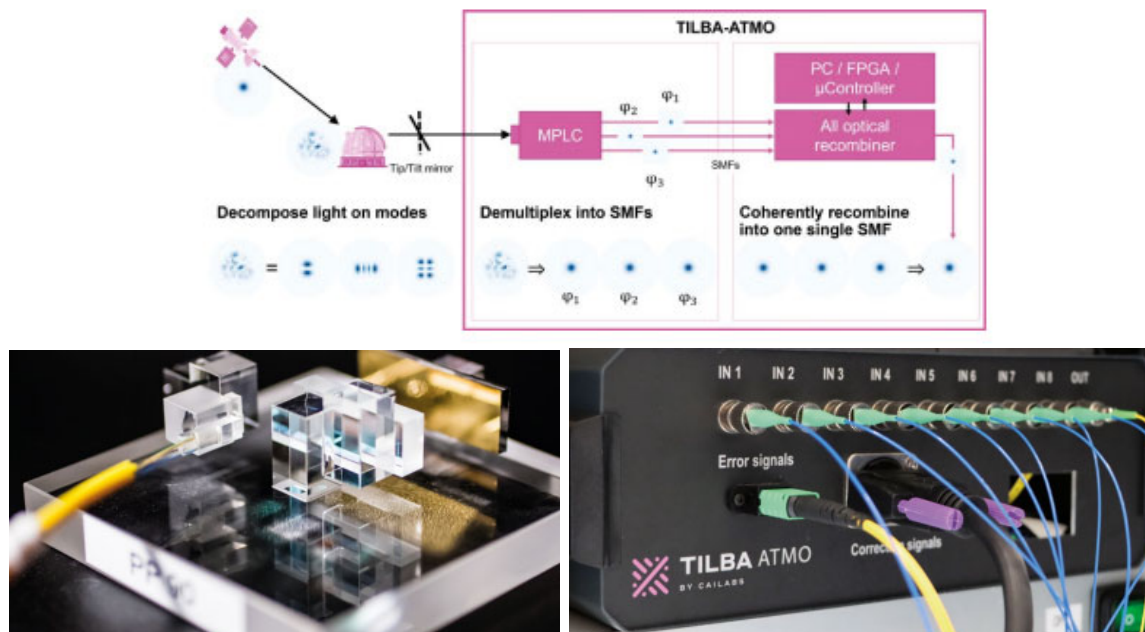 TILBA-ATMO
PC / FPGA /
µController
MPLC
φ₂
φ₁
φ₃
All optical
recombiner
Tip/Tilt mirror
SMFs
Decompose light on modes
Demultiplex into SMFs
Coherently recombine
into one single SMF
=
⇒
⇒
φ₁
φ₂
φ₃
IN 1
IN 2
IN 3
IN 4
IN 5
IN 6
IN 7
IN 8
OUT
Error signals
signals
TILBA ATMO
BY CAILABS